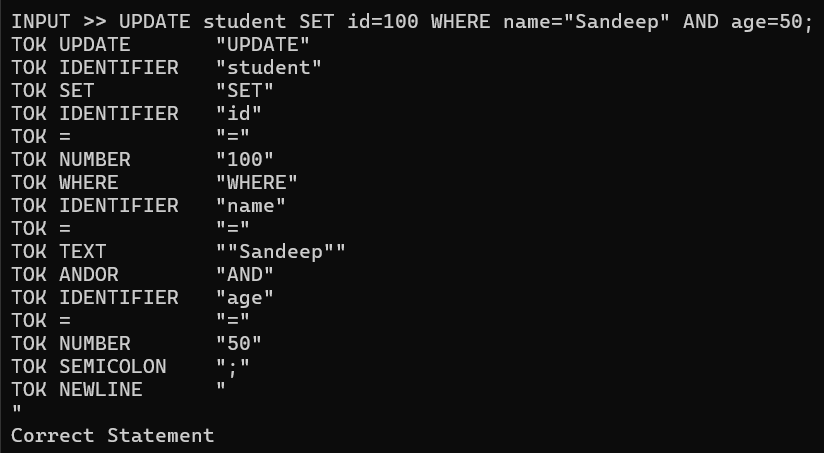 INPUT >> UPDATE student SET id=100 WHERE name="Sandeep" AND age=50;
TOK UPDATE       "UPDATE"
TOK IDENTIFIER   "student"
TOK SET          "SET"
TOK IDENTIFIER   "id"
TOK =            "="
TOK NUMBER       "100"
TOK WHERE        "WHERE"
TOK IDENTIFIER   "name"
TOK =            "="
TOK TEXT         ""Sandeep""
TOK ANDOR        "AND"
TOK IDENTIFIER   "age"
TOK =            "="
TOK NUMBER       "50"
TOK SEMICOLON    ";"
TOK NEWLINE      "
"
Correct Statement